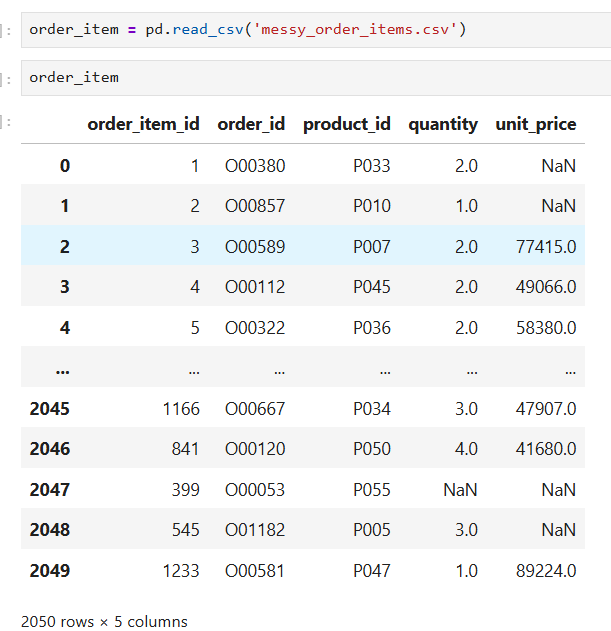 ]: order_item = pd.read_csv('messy_order_items.csv')
]: order_item
]:
order_item_id order_id product_id quantity unit_price
0 1 O00380 P033 2.0 NaN
1 2 O00857 P010 1.0 NaN
2 3 O00589 P007 2.0 77415.0
3 4 O00112 P045 2.0 49066.0
4 5 O00322 P036 2.0 58380.0
... ... ... ... ... ...
2045 1166 O00667 P034 3.0 47907.0
2046 841 O00120 P050 4.0 41680.0
2047 399 O00053 P055 NaN NaN
2048 545 O01182 P005 3.0 NaN
2049 1233 O00581 P047 1.0 89224.0
2050 rows × 5 columns